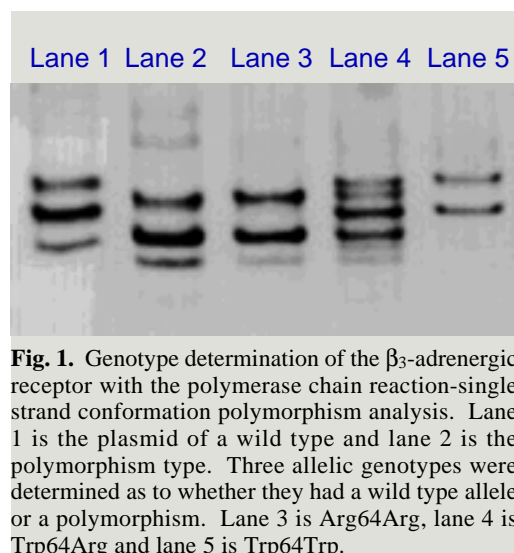 Lane 1 Lane 2 Lane 3 Lane 4 Lane 5
Fig. 1. Genotype determination of the β3-adrenergic
receptor with the polymerase chain reaction-single
strand conformation polymorphism analysis. Lane
1 is the plasmid of a wild type and lane 2 is the
polymorphism type. Three allelic genotypes were
determined as to whether they had a wild type allele
or a polymorphism. Lane 3 is Arg64Arg, lane 4 is
Trp64Arg and lane 5 is Trp64Trp.